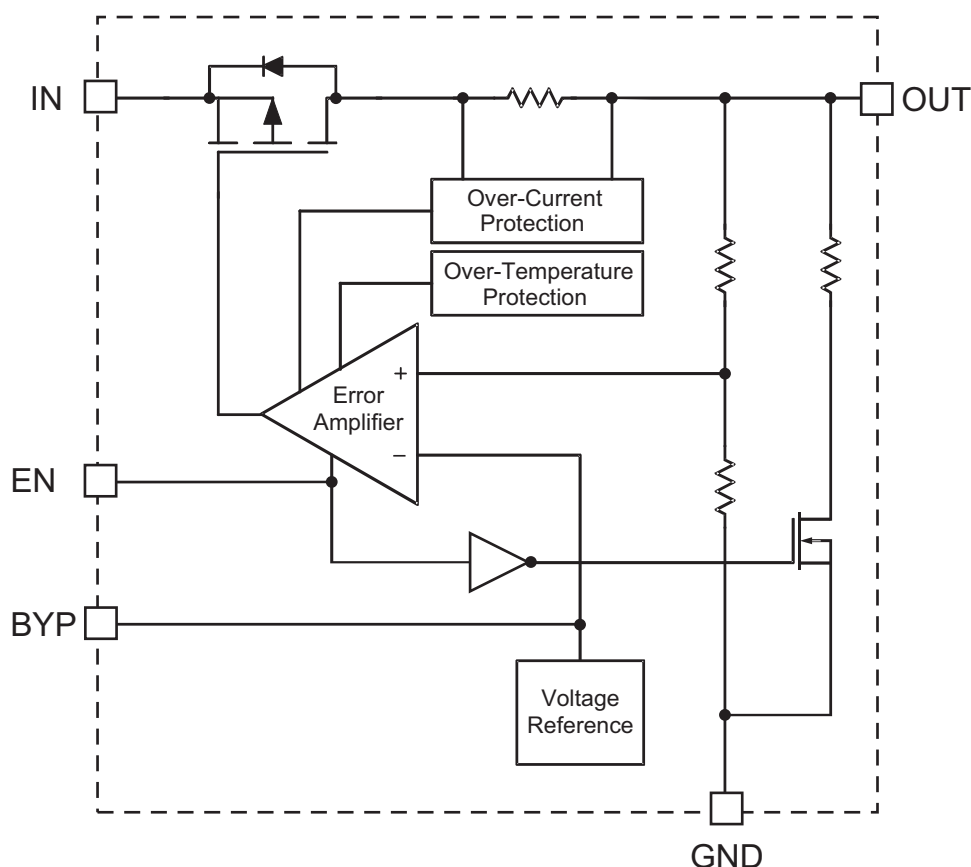 IN
OUT
Over-Current
Protection
Over-Temperature
Protection
+
Error
Amplifier
−
EN
BYP
Voltage
Reference
GND